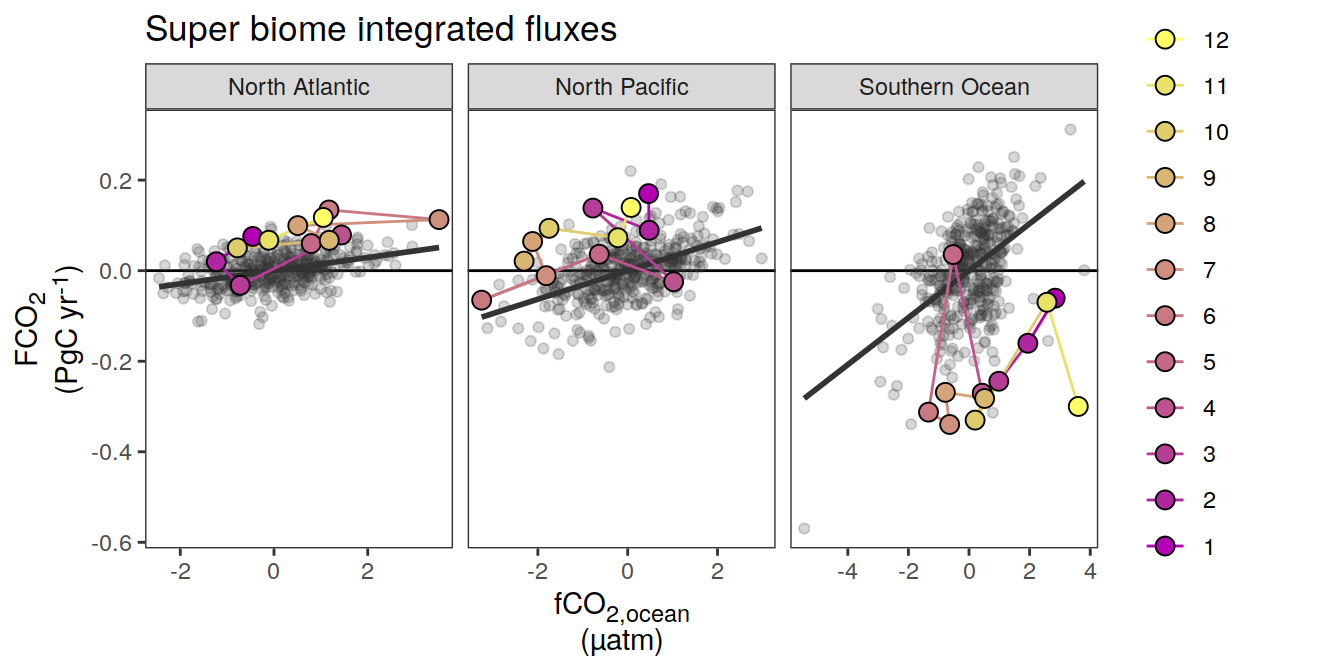 Super biome integrated fluxes
North Atlantic
North Pacific
Southern Ocean
FCO2
(PgC yr⁻¹)
0.2
0.0
-0.2
-0.4
-0.6
-2 0 2
-2 0 2
-4 -2 0 2 4
fCO2,ocean
(µatm)
12
11
10
9
8
7
6
5
4
3
2
1